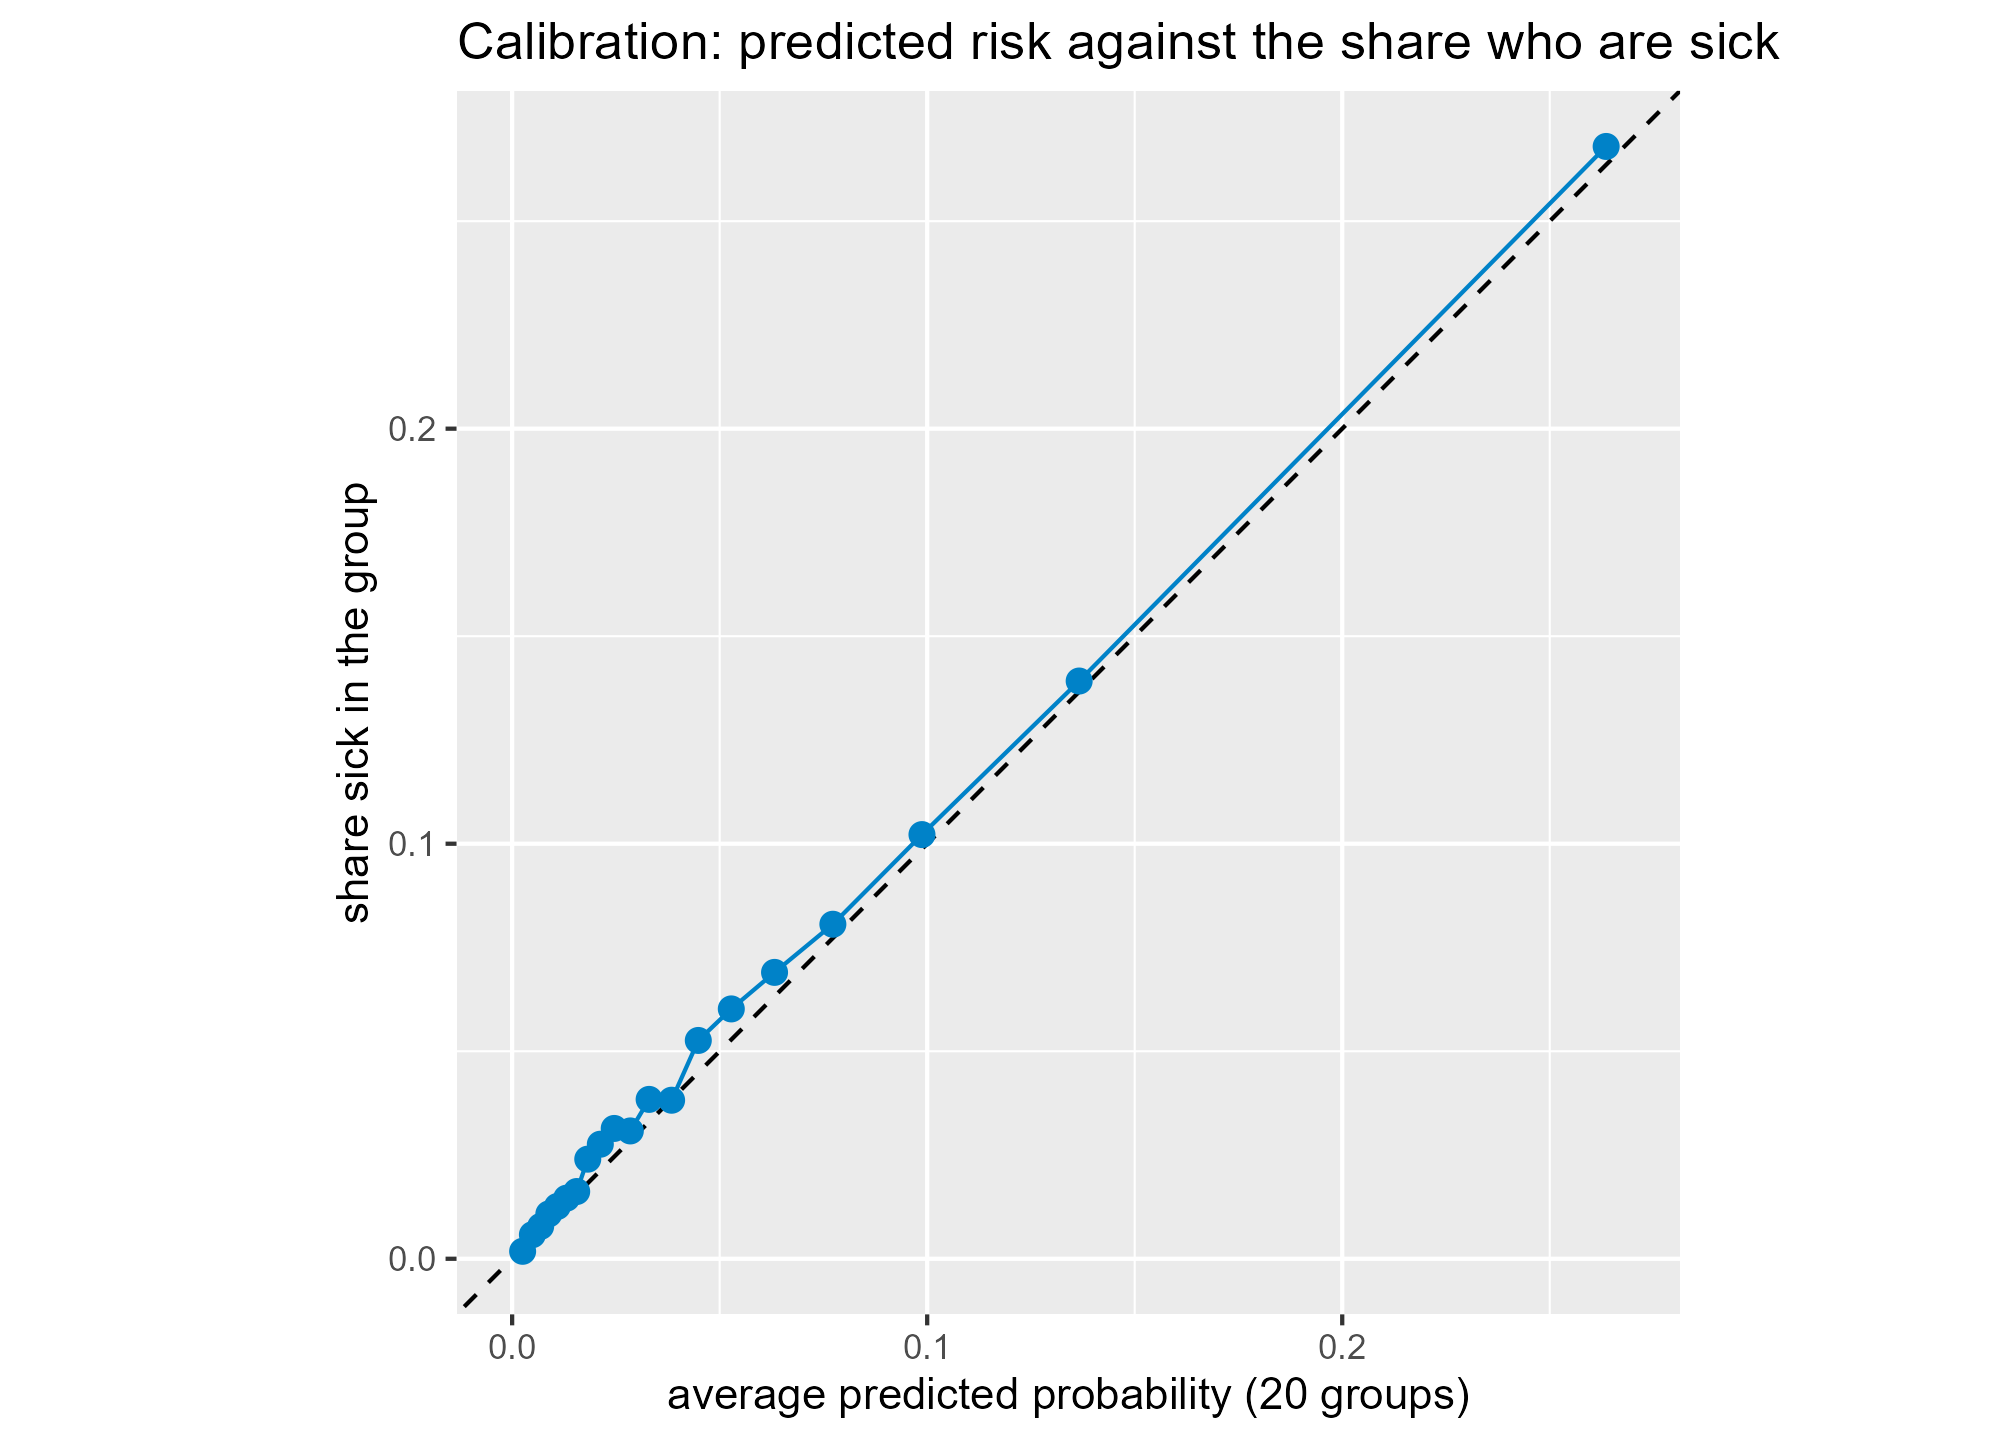 Calibration: predicted risk against the share who are sick
share sick in the group
0.2
0.1
0.0
0.0
0.1
0.2
average predicted probability (20 groups)